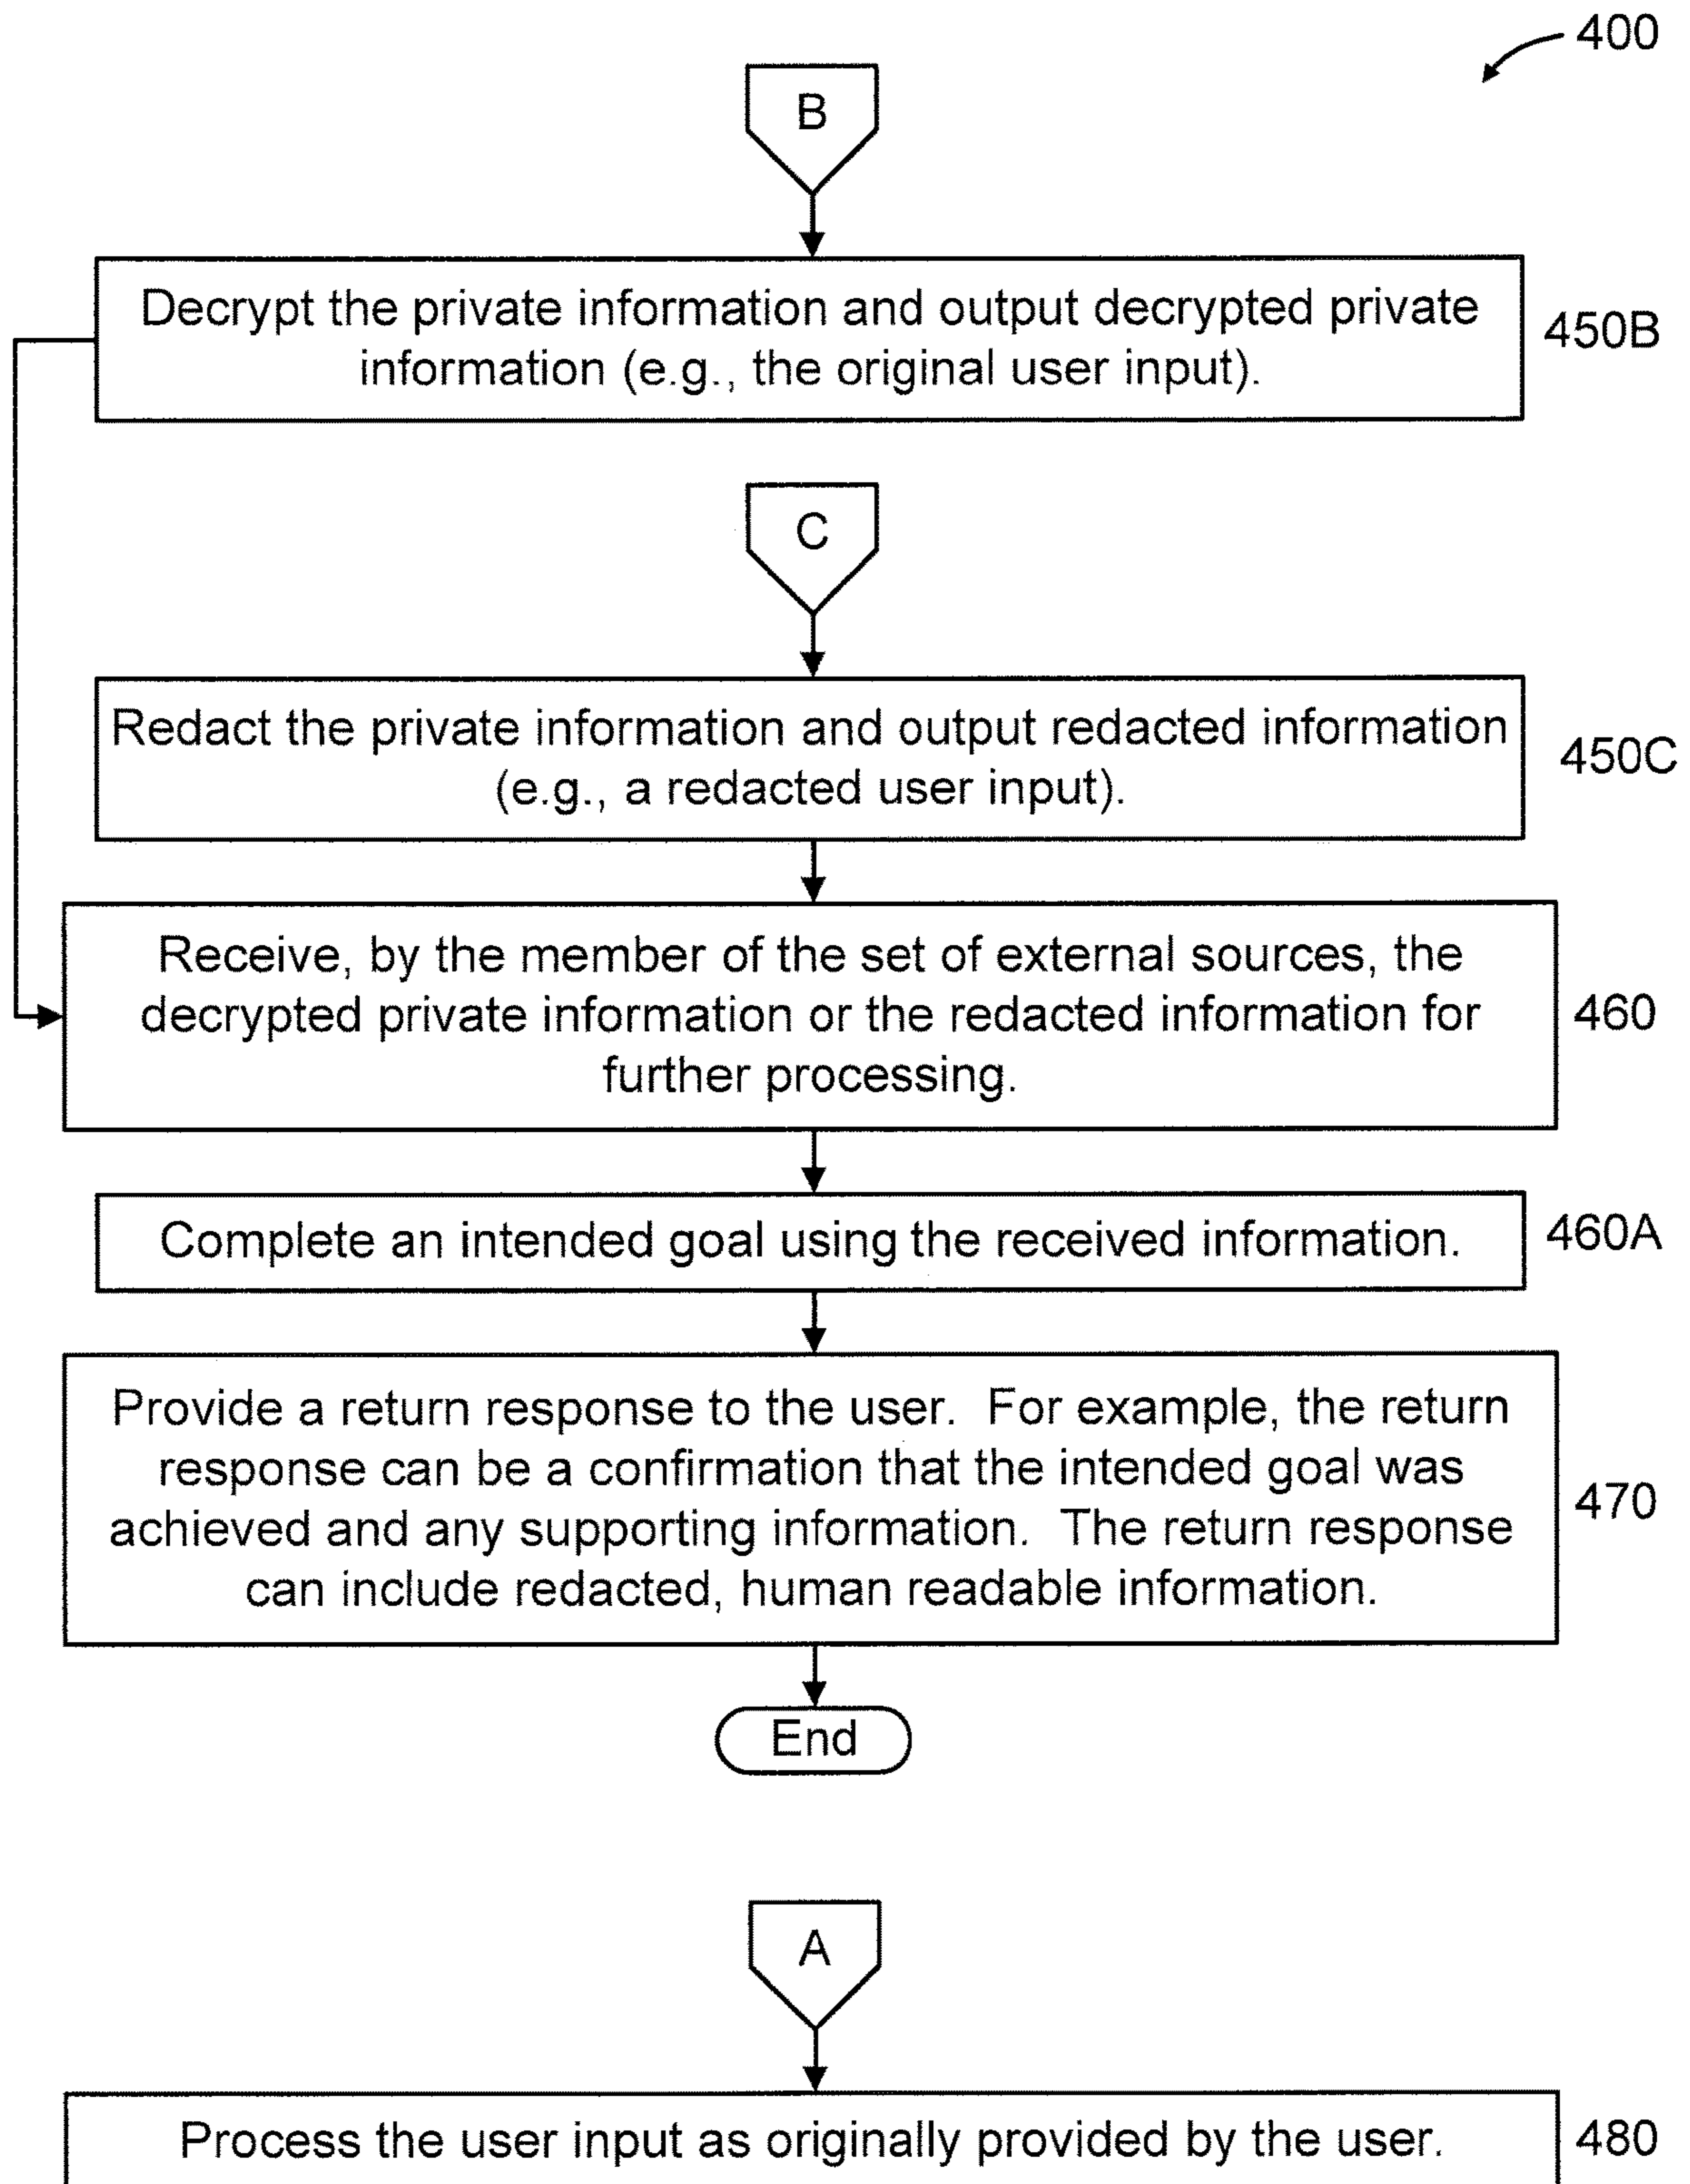 400
B
Decrypt the private information and output decrypted private
information (e.g., the original user input).
450B
C
Redact the private information and output redacted information
(e.g., a redacted user input).
450C
Receive, by the member of the set of external sources, the
decrypted private information or the redacted information for
further processing.
460
Complete an intended goal using the received information.
460A
Provide a return response to the user.  For example, the return
response can be a confirmation that the intended goal was
achieved and any supporting information.  The return response
can include redacted, human readable information.
470
End
A
Process the user input as originally provided by the user.
480